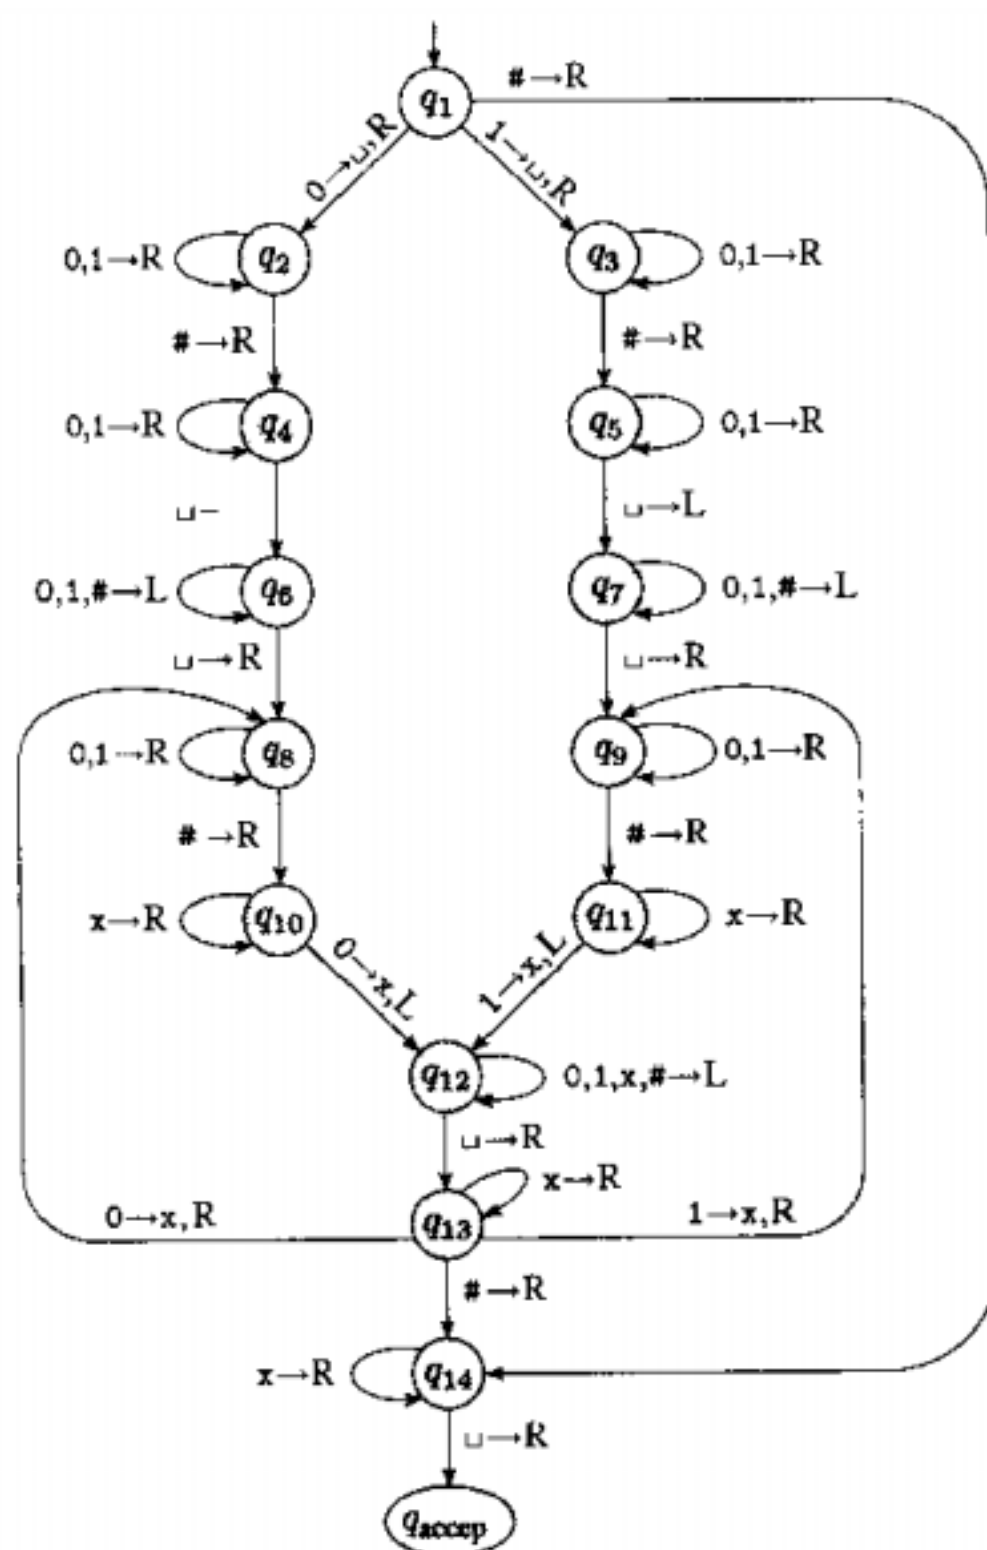 #→R
q1
0→␣,R 1→␣,R
0,1→R q2 q3 0,1→R
#→R #→R
0,1→R q4 q5 0,1→R
␣– ␣→L
0,1,#→L q6 q7 0,1,#→L
␣→R ␣→R
0,1→R q8 q9 0,1→R
#→R #→R
x→R q10 q11 x→R
0→x,L 1→x,L
q12 0,1,x,#→L
␣→R
x→R
0→x,R q13 1→x,R
#→R
x→R q14
␣→R
qaccep